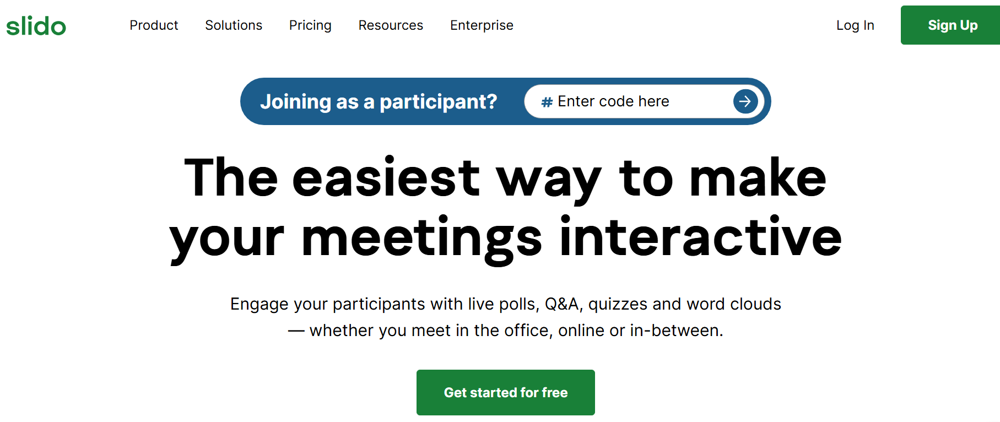 slido
Product Solutions Pricing Resources Enterprise Log In Sign Up
Joining as a participant? # Enter code here
The easiest way to make
your meetings interactive
Engage your participants with live polls, Q&A, quizzes and word clouds
— whether you meet in the office, online or in-between.
Get started for free